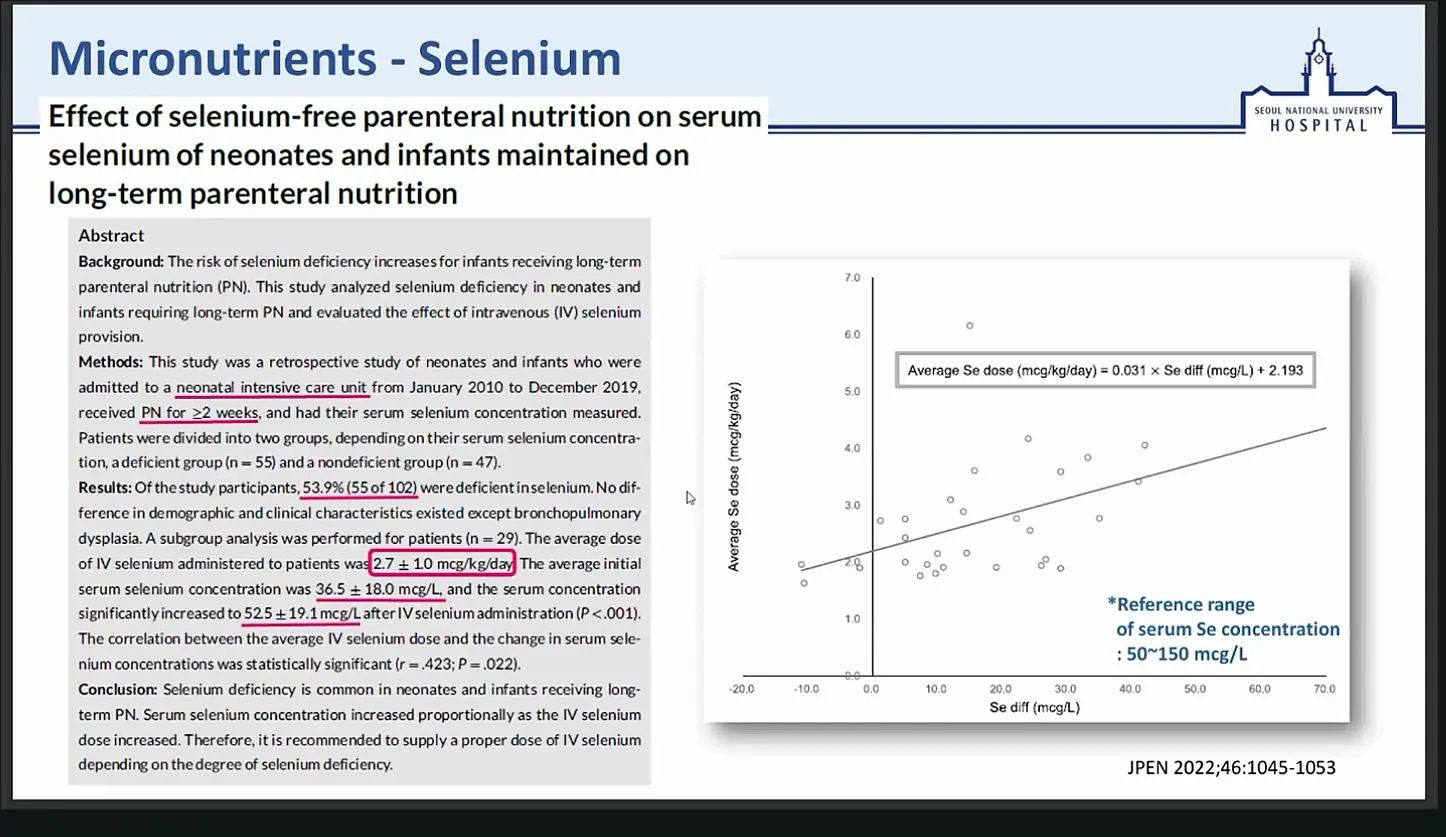 Micronutrients - Selenium
SEOUL NATIONAL UNIVERSITY
HOSPITAL
Effect of selenium-free parenteral nutrition on serum
selenium of neonates and infants maintained on
long-term parenteral nutrition
Abstract
Background: The risk of selenium deficiency increases for infants receiving long-term
parenteral nutrition (PN). This study analyzed selenium deficiency in neonates and
infants requiring long-term PN and evaluated the effect of intravenous (IV) selenium
provision.
Methods: This study was a retrospective study of neonates and infants who were
admitted to a neonatal intensive care unit from January 2010 to December 2019,
received PN for ≥2 weeks, and had their serum selenium concentration measured.
Patients were divided into two groups, depending on their serum selenium concentra-
tion, a deficient group (n = 55) and a nondeficient group (n = 47).
Results: Of the study participants, 53.9% (55 of 102) were deficient in selenium. No dif-
ference in demographic and clinical characteristics existed except bronchopulmonary
dysplasia. A subgroup analysis was performed for patients (n = 29). The average dose
of IV selenium administered to patients was 2.7 ± 1.0 mcg/kg/day. The average initial
serum selenium concentration was 36.5 ± 18.0 mcg/L, and the serum concentration
significantly increased to 52.5 ± 19.1 mcg/L after IV selenium administration (P < .001).
The correlation between the average IV selenium dose and the change in serum sele-
nium concentrations was statistically significant (r = .423; P = .022).
Conclusion: Selenium deficiency is common in neonates and infants receiving long-
term PN. Serum selenium concentration increased proportionally as the IV selenium
dose increased. Therefore, it is recommended to supply a proper dose of IV selenium
depending on the degree of selenium deficiency.
7.0
6.0
Average Se dose (mcg/kg/day) = 0.031 × Se diff (mcg/L) + 2.193
5.0
4.0
3.0
2.0
1.0
0.0
Average Se dose (mcg/kg/day)
*Reference range
of serum Se concentration
: 50~150 mcg/L
-20.0 -10.0 0.0 10.0 20.0 30.0 40.0 50.0 60.0 70.0
Se diff (mcg/L)
JPEN 2022;46:1045-1053